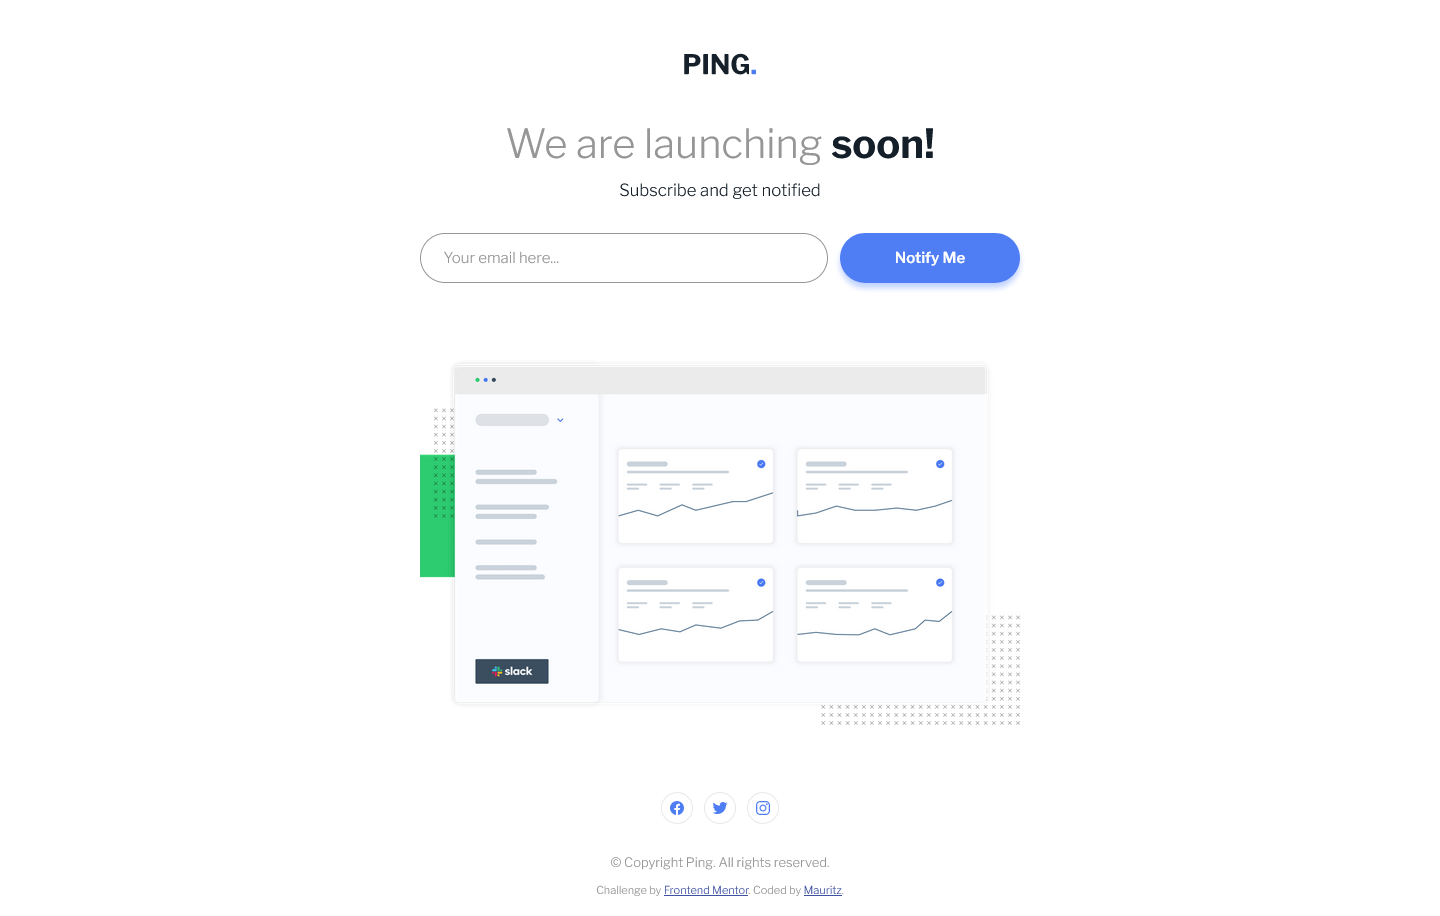 PING.
We are launching soon!
Subscribe and get notified
Your email here...
Notify Me
slack
© Copyright Ping. All rights reserved.
Challenge by Frontend Mentor. Coded by Mauritz.